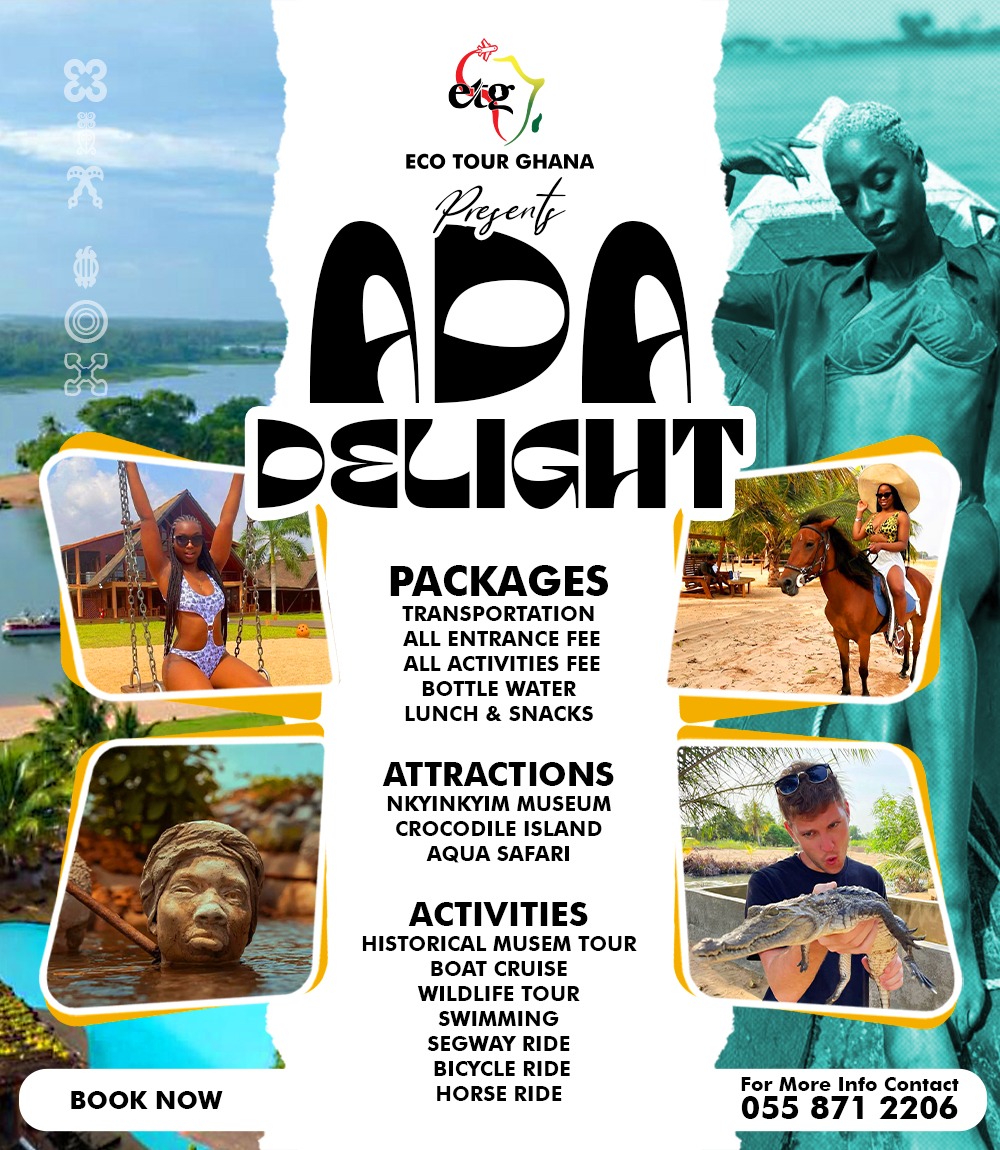 etg
ECO TOUR GHANA
Presents
ADA
DELIGHT
PACKAGES
TRANSPORTATION
ALL ENTRANCE FEE
ALL ACTIVITIES FEE
BOTTLE WATER
LUNCH & SNACKS
ATTRACTIONS
NKYINKYIM MUSEUM
CROCODILE ISLAND
AQUA SAFARI
ACTIVITIES
HISTORICAL MUSEM TOUR
BOAT CRUISE
WILDLIFE TOUR
SWIMMING
SEGWAY RIDE
BICYCLE RIDE
HORSE RIDE
BOOK NOW
For More Info Contact
055 871 2206